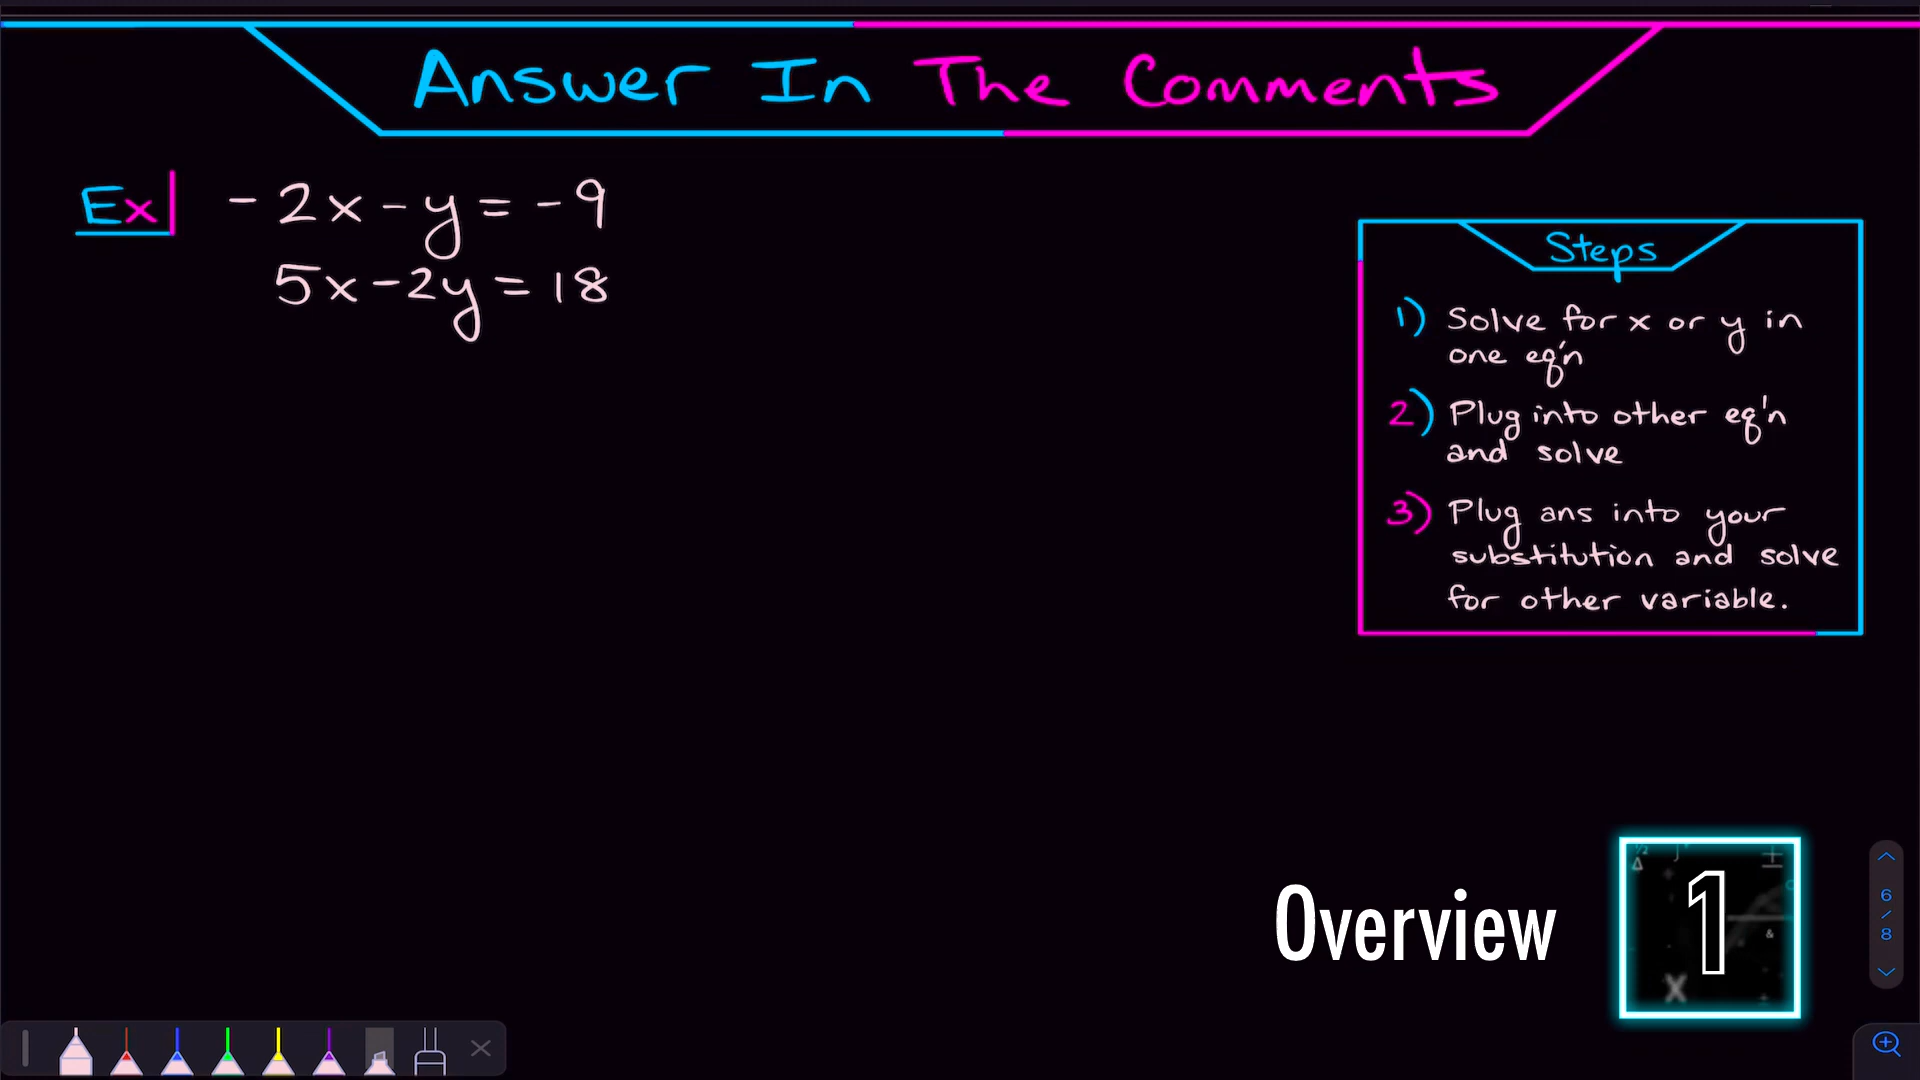 Answer In The Comments
Ex
-2x-y=-9
5x-2y=18
Steps
1) Solve for x or y in
one eq'n
2) Plug into other eq'n
and solve
3) Plug ans into your
substitution and solve
for other variable.
Overview 1
6
/
8